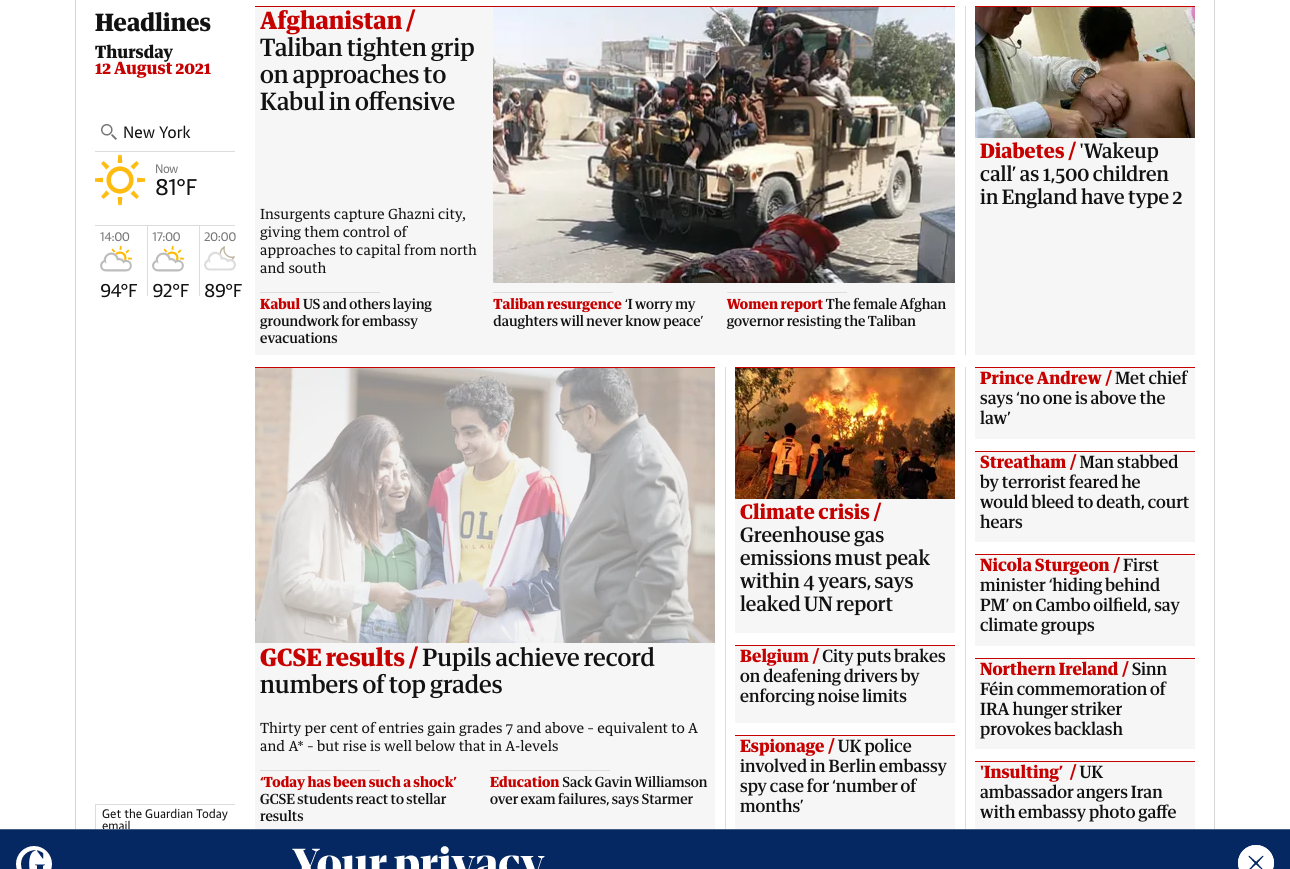 Headlines
Thursday
12 August 2021
New York
Now
81°F
14:00
94°F
17:00
92°F
20:00
89°F
Get the Guardian Today
email
Afghanistan /
Taliban tighten grip
on approaches to
Kabul in offensive
Insurgents capture Ghazni city,
giving them control of
approaches to capital from north
and south
Kabul US and others laying
groundwork for embassy
evacuations
Taliban resurgence ‘I worry my
daughters will never know peace’
Women report The female Afghan
governor resisting the Taliban
Diabetes / 'Wakeup
call’ as 1,500 children
in England have type 2
GCSE results / Pupils achieve record
numbers of top grades
Thirty per cent of entries gain grades 7 and above – equivalent to A
and A* – but rise is well below that in A-levels
‘Today has been such a shock’
GCSE students react to stellar
results
Education Sack Gavin Williamson
over exam failures, says Starmer
Climate crisis /
Greenhouse gas
emissions must peak
within 4 years, says
leaked UN report
Belgium / City puts brakes
on deafening drivers by
enforcing noise limits
Espionage / UK police
involved in Berlin embassy
spy case for ‘number of
months’
Prince Andrew / Met chief
says ‘no one is above the
law’
Streatham / Man stabbed
by terrorist feared he
would bleed to death, court
hears
Nicola Sturgeon / First
minister ‘hiding behind
PM’ on Cambo oilfield, say
climate groups
Northern Ireland / Sinn
Féin commemoration of
IRA hunger striker
provokes backlash
'Insulting’ / UK
ambassador angers Iran
with embassy photo gaffe
Your privacy